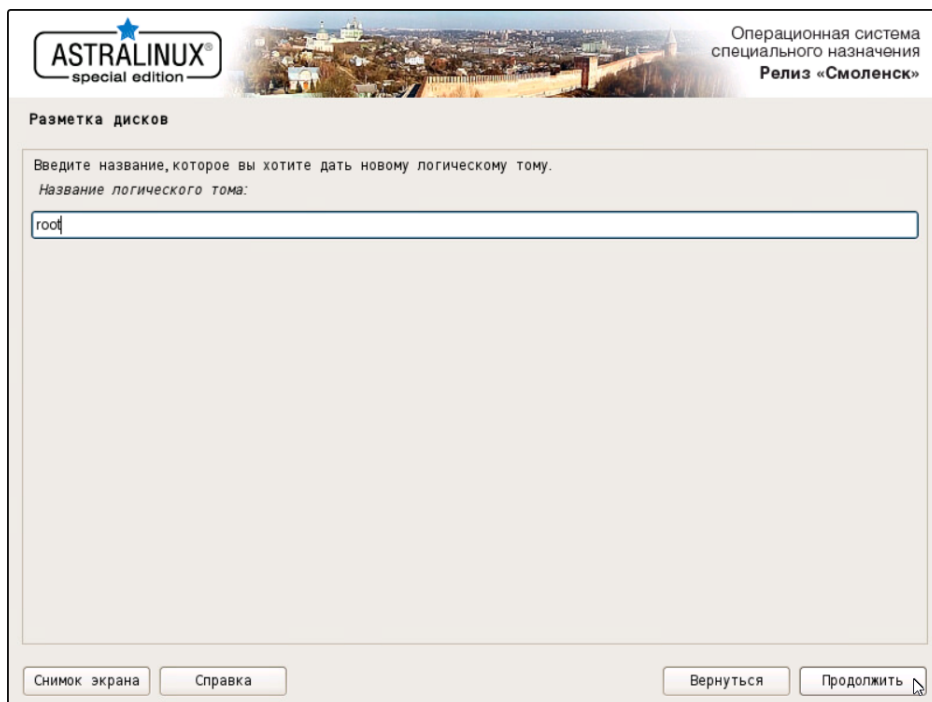 ASTRALINUX®
special edition
Операционная система
специального назначения
Релиз «Смоленск»
Разметка дисков
Введите название, которое вы хотите дать новому логическому тому.
Название логического тома:
root
Снимок экрана
Справка
Вернуться
Продолжить